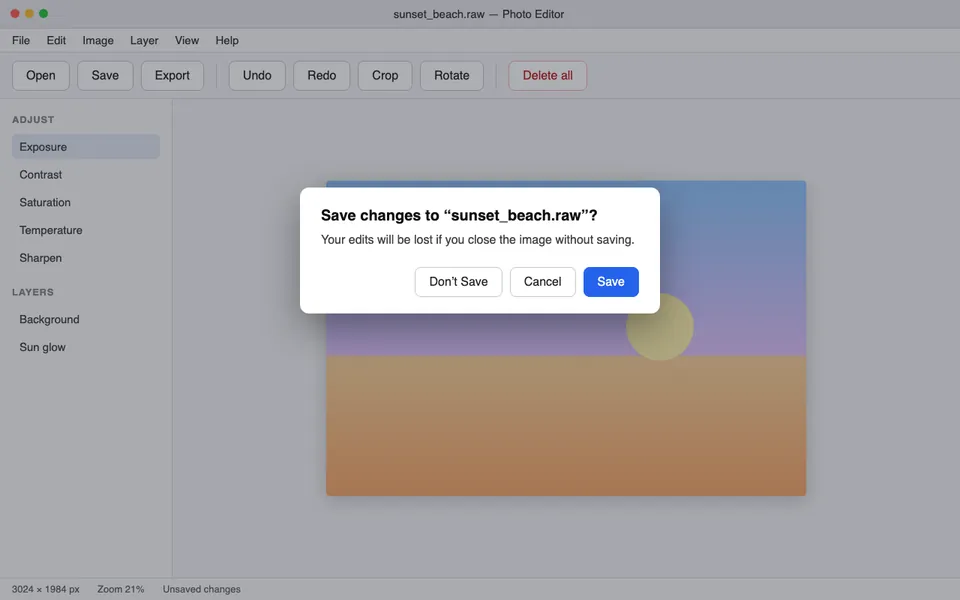 sunset_beach.raw — Photo Editor
File Edit Image Layer View Help
Open Save Export Undo Redo Crop Rotate Delete all
ADJUST
Exposure
Contrast
Saturation
Temperature
Sharpen
LAYERS
Background
Sun glow
Save changes to “sunset_beach.raw”?
Your edits will be lost if you close the image without saving.
Don’t Save Cancel Save
3024 × 1984 px Zoom 21% Unsaved changes